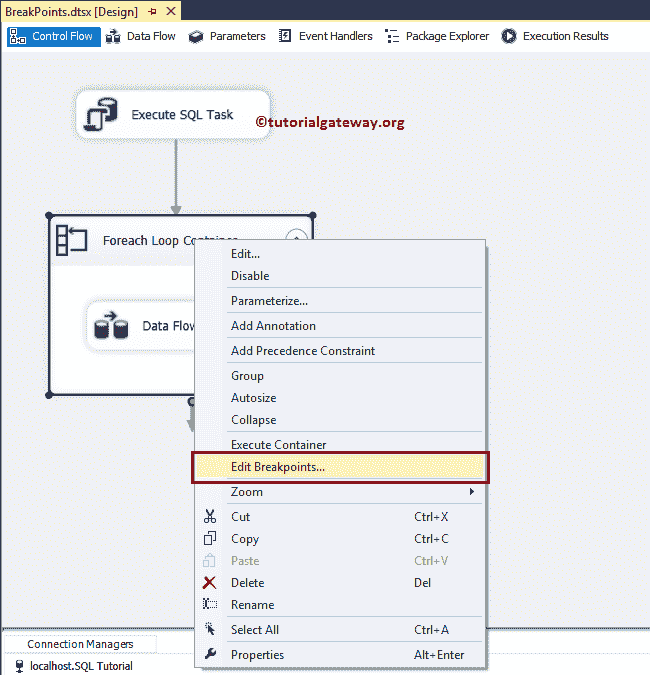 BreakPoints.dtsx [Design]
Control Flow Data Flow Parameters Event Handlers Package Explorer Execution Results
Execute SQL Task
©tutorialgateway.org
Foreach Loop Container
Edit...
Disable
Parameterize...
Data Flow
Add Annotation
Add Precedence Constraint
Group
Autosize
Collapse
Execute Container
Edit Breakpoints...
Zoom
Cut Ctrl+X
Copy Ctrl+C
Paste Ctrl+V
Delete Del
Rename
Select All Ctrl+A
Properties Alt+Enter
Connection Managers
localhost.SQL Tutorial